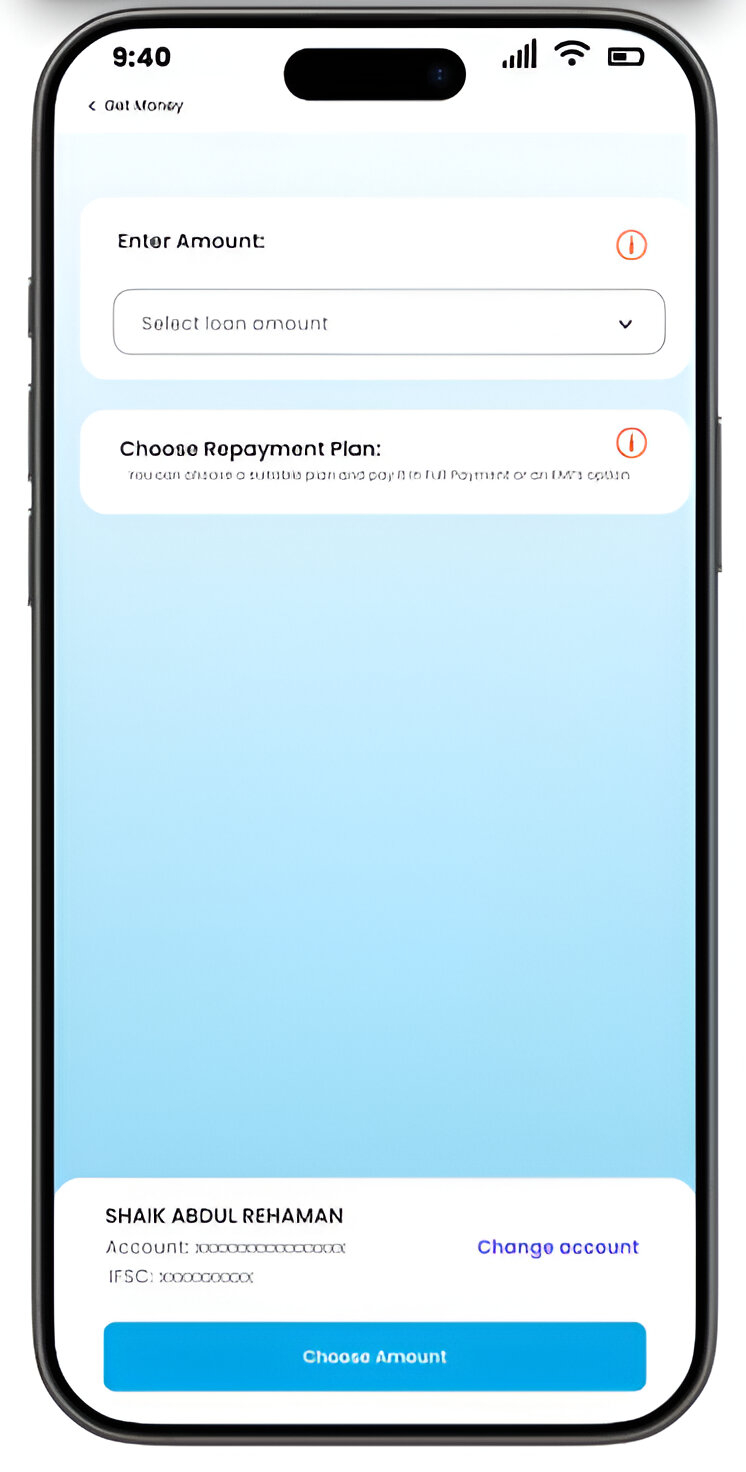 9:40
< Get Money
Enter Amount:
Select loan amount
Choose Repayment Plan:
You can choose a suitable plan and pay it in Full Payment or an EMI's option
SHAIK ABDUL REHAMAN
Account: xxxxxxxxxxxxxxxx
IFSC: xxxxxxxxxx
Change account
Choose Amount